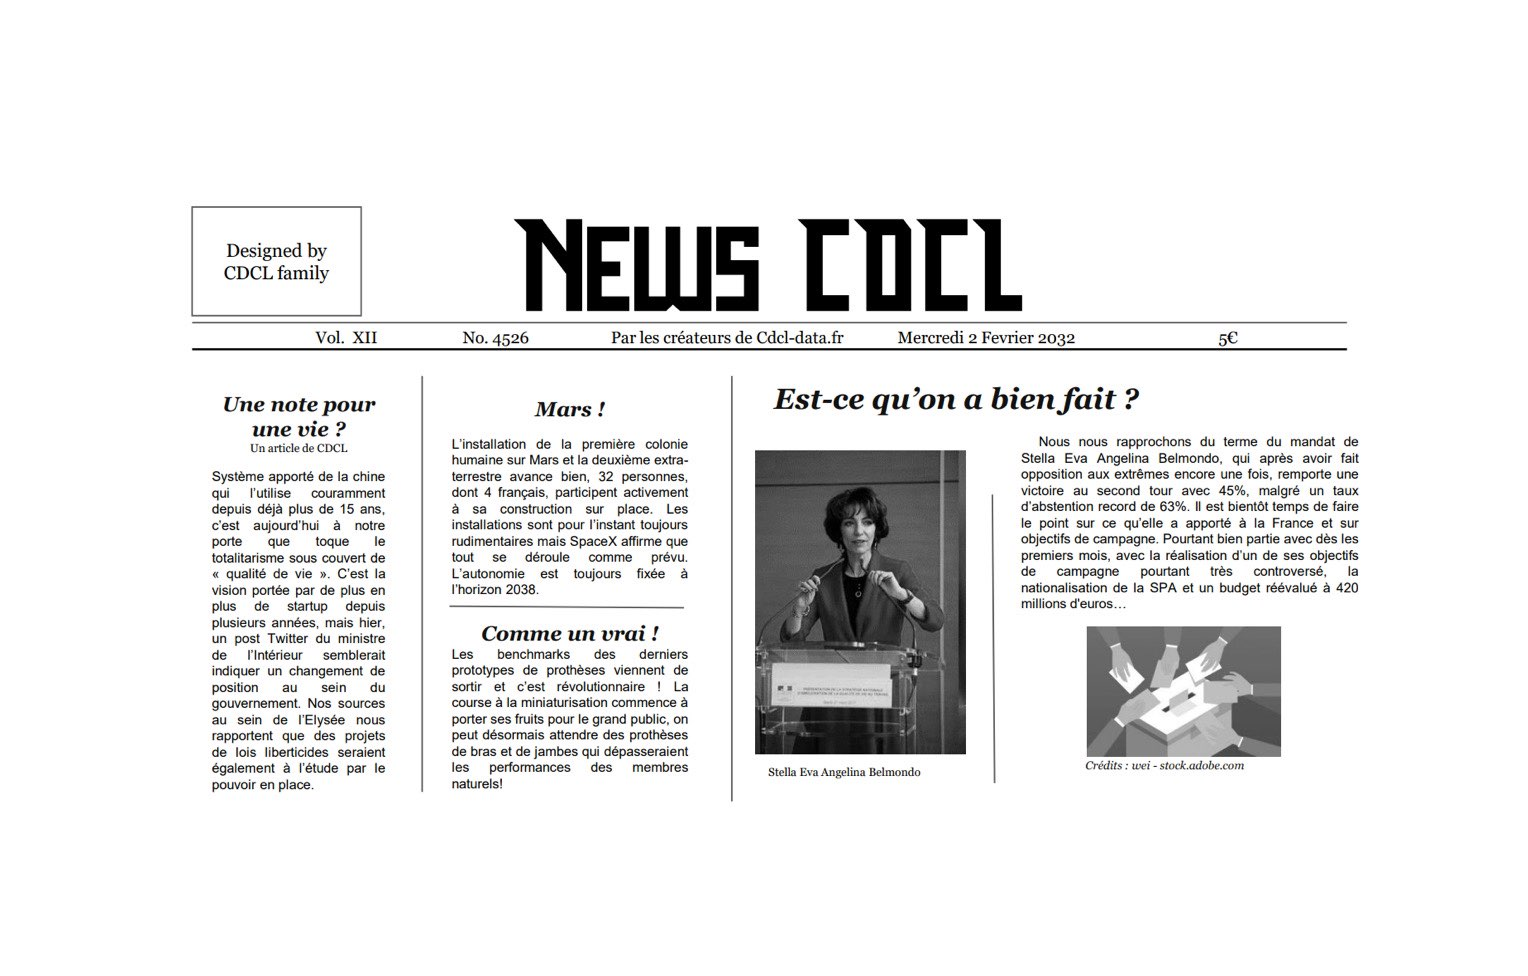 Designed by
CDCL family
NEWS CDCL
Vol. XII No. 4526 Par les créateurs de Cdcl-data.fr Mercredi 2 Fevrier 2032 5€
Une note pour
une vie ?
Un article de CDCL
Système apporté de la chine
qui l’utilise couramment
depuis déjà plus de 15 ans,
c’est aujourd’hui à notre
porte que toque le
totalitarisme sous couvert de
« qualité de vie ». C’est la
vision portée par de plus en
plus de startup depuis
plusieurs années, mais hier,
un post Twitter du ministre
de l’Intérieur semblerait
indiquer un changement de
position au sein du
gouvernement. Nos sources
au sein de l’Elysée nous
rapportent que des projets
de lois liberticides seraient
également à l’étude par le
pouvoir en place.
Mars !
L’installation de la première colonie
humaine sur Mars et la deuxième extra-
terrestre avance bien, 32 personnes,
dont 4 français, participent activement
à sa construction sur place. Les
installations sont pour l’instant toujours
rudimentaires mais SpaceX affirme que
tout se déroule comme prévu.
L’autonomie est toujours fixée à
l’horizon 2038.
Comme un vrai !
Les benchmarks des derniers
prototypes de prothèses viennent de
sortir et c’est révolutionnaire ! La
course à la miniaturisation commence à
porter ses fruits pour le grand public, on
peut désormais attendre des prothèses
de bras et de jambes qui dépasseraient
les performances des membres
naturels!
Est-ce qu’on a bien fait ?
PRÉSENTATION DE LA STRATÉGIE NATIONALE
D'AMÉLIORATION DE LA QUALITÉ DE VIE AU TRAVAIL
Stella Eva Angelina Belmondo
Nous nous rapprochons du terme du mandat de
Stella Eva Angelina Belmondo, qui après avoir fait
opposition aux extrêmes encore une fois, remporte une
victoire au second tour avec 45%, malgré un taux
d’abstention record de 63%. Il est bientôt temps de faire
le point sur ce qu’elle a apporté à la France et sur
objectifs de campagne. Pourtant bien partie avec dès les
premiers mois, avec la réalisation d’un de ses objectifs
de campagne pourtant très controversé, la
nationalisation de la SPA et un budget réévalué à 420
millions d'euros…
Crédits : wei - stock.adobe.com